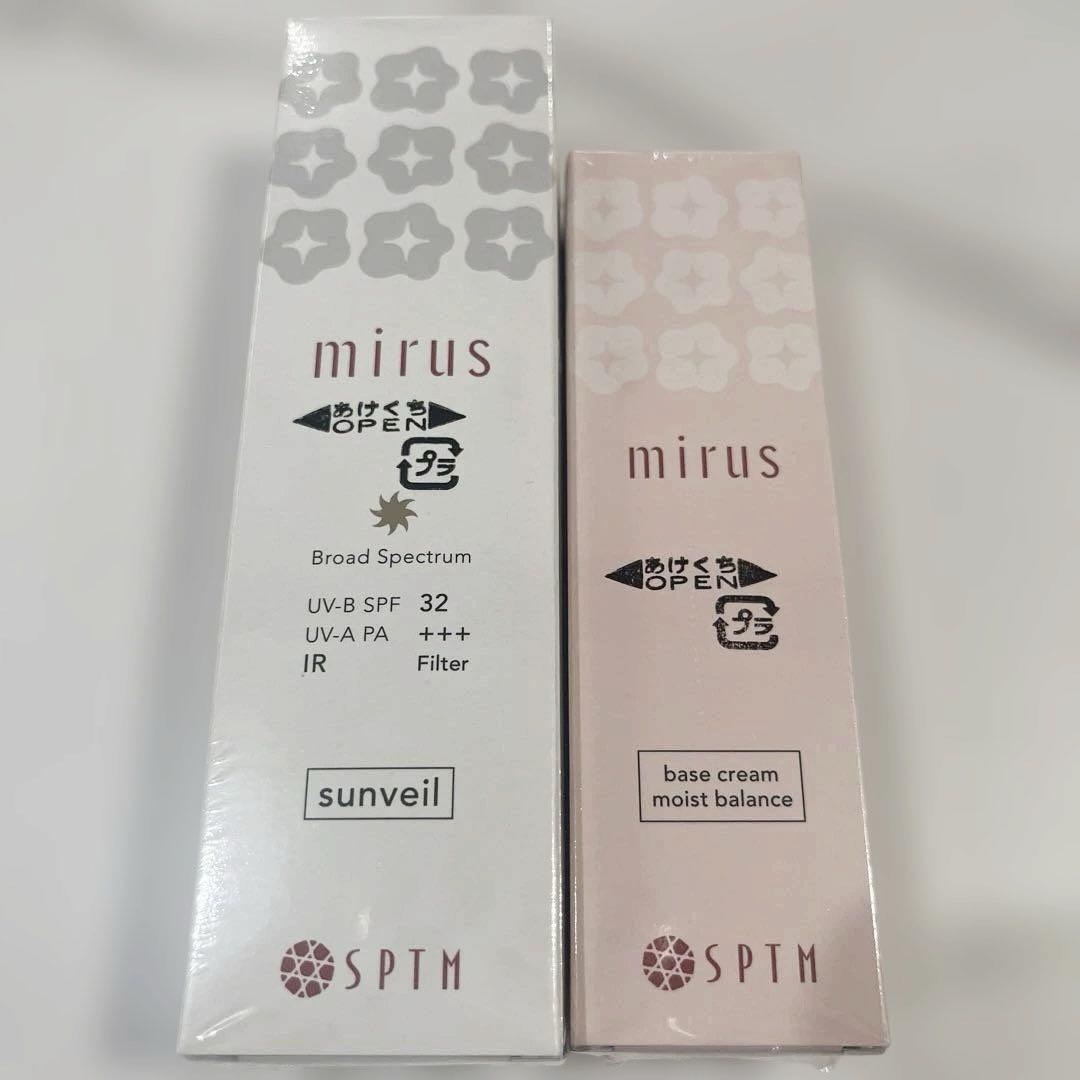 mirus
あけくち
OPEN
プラ
Broad Spectrum
UV-B SPF 32
UV-A PA +++
IR Filter
sunveil
SPTM
mirus
あけくち
OPEN
プラ
base cream
moist balance
SPTM